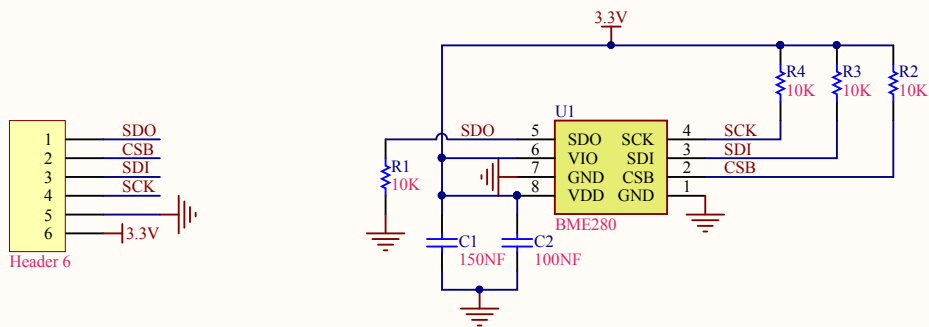 3.3V
R4
10K
R3
10K
R2
10K
U1
1 SDO
2 CSB
3 SDI
4 SCK
5
6 3.3V
Header 6
SDO 5 SDO SCK 4 SCK
6 VIO SDI 3 SDI
7 GND CSB 2 CSB
8 VDD GND 1
BME280
R1
10K
C1
150NF
C2
100NF